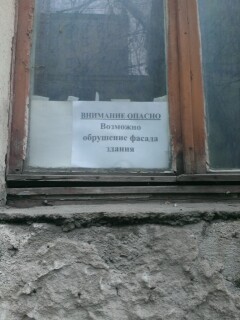 ВНИМАНИЕ ОПАСНО
Возможно
обрушение фасада
здания